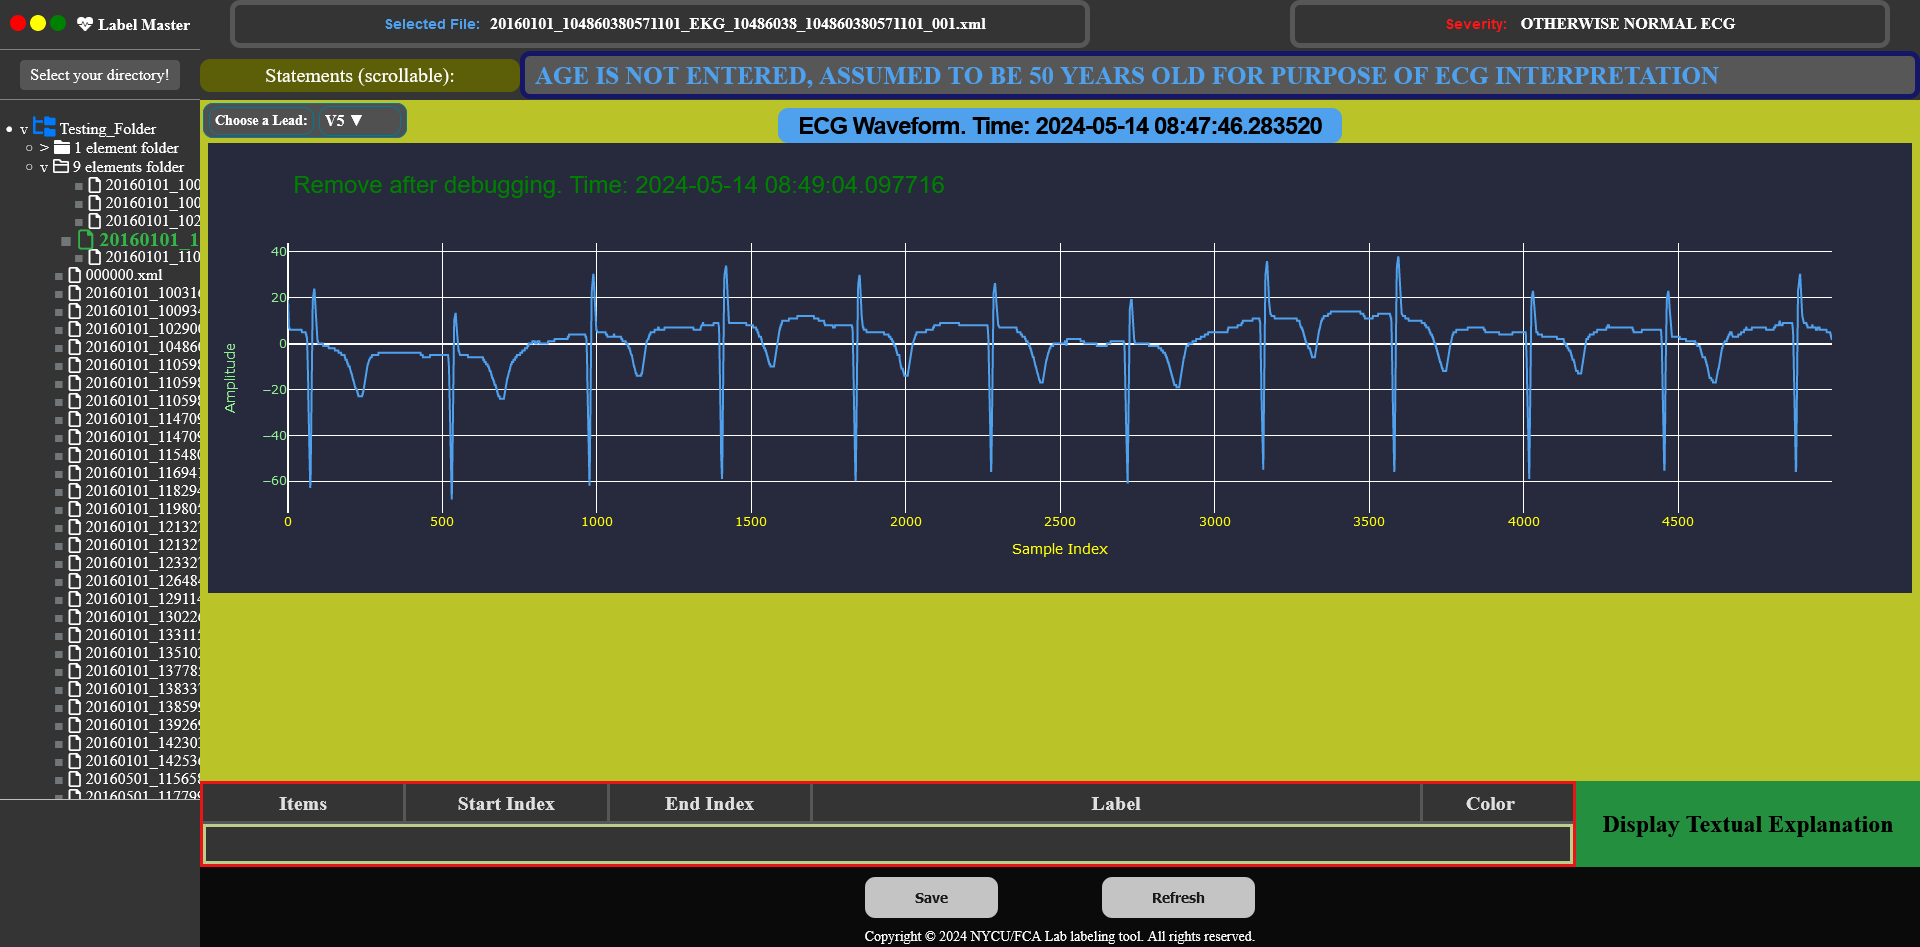 Label Master
Selected File: 20160101_104860380571101_EKG_10486038_104860380571101_001.xml
Severity: OTHERWISE NORMAL ECG
Select your directory!
Statements (scrollable):
AGE IS NOT ENTERED, ASSUMED TO BE 50 YEARS OLD FOR PURPOSE OF ECG INTERPRETATION
v Testing_Folder
> 1 element folder
v 9 elements folder
20160101_100
20160101_100
20160101_102
20160101_1
20160101_110
000000.xml
20160101_10031
20160101_10093
20160101_10290
20160101_10486
20160101_11059
20160101_11059
20160101_11059
20160101_11470
20160101_11470
20160101_11548
20160101_11694
20160101_11829
20160101_11980
20160101_12132
20160101_12132
20160101_12332
20160101_12648
20160101_12911
20160101_13022
20160101_13311
20160101_13510
20160101_13778
20160101_13833
20160101_13859
20160101_13926
20160101_14230
20160101_14253
20160501_11565
20160501_11779
Choose a Lead: V5 ▼
ECG Waveform. Time: 2024-05-14 08:47:46.283520
Remove after debugging. Time: 2024-05-14 08:49:04.097716
40
20
0
−20
−40
−60
Amplitude
0 500 1000 1500 2000 2500 3000 3500 4000 4500
Sample Index
Items Start Index End Index Label Color
Display Textual Explanation
Save Refresh
Copyright © 2024 NYCU/FCA Lab labeling tool. All rights reserved.